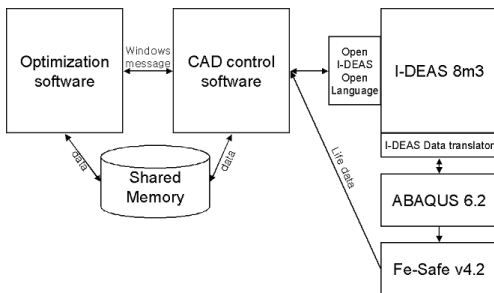 Optimization
software
Windows
message
CAD control
software
Open
I-DEAS
Open
Language
I-DEAS 8m3
I-DEAS Data translator
data
data
Shared
Memory
Life data
ABAQUS 6.2
Fe-Safe v4.2